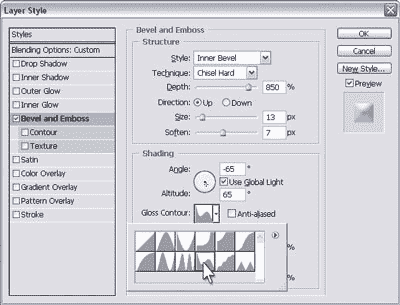 Layer Style
Styles
Blending Options: Custom
Drop Shadow
Inner Shadow
Outer Glow
Inner Glow
Bevel and Emboss
Contour
Texture
Satin
Color Overlay
Gradient Overlay
Pattern Overlay
Stroke
Bevel and Emboss
Structure
Style: Inner Bevel
Technique: Chisel Hard
Depth: 850 %
Direction: Up Down
Size: 13 px
Soften: 7 px
Shading
Angle: -65 °
Use Global Light
Altitude: 65 °
Gloss Contour: Anti-aliased
%
%
OK
Cancel
New Style...
Preview